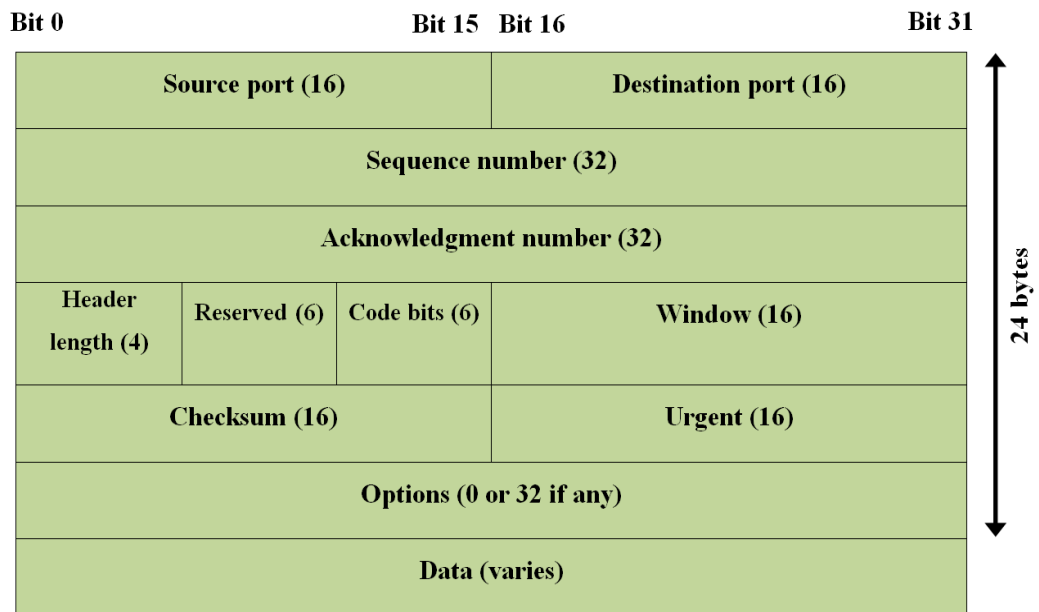 Bit 0
Bit 15
Bit 16
Bit 31
Source port (16)
Destination port (16)
Sequence number (32)
Acknowledgment number (32)
Header
length (4)
Reserved (6)
Code bits (6)
Window (16)
Checksum (16)
Urgent (16)
Options (0 or 32 if any)
Data (varies)
24 bytes